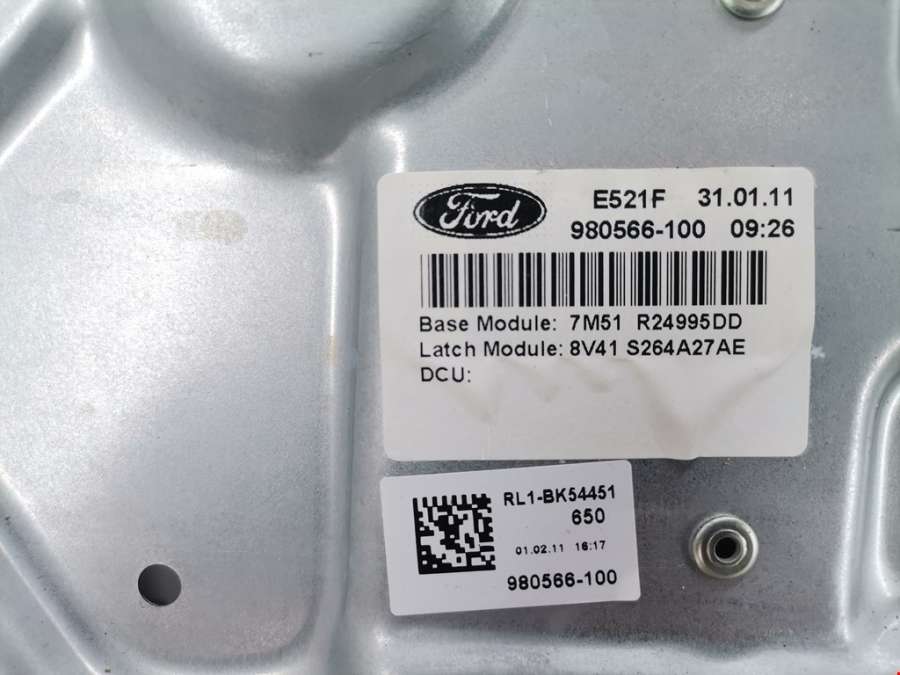 Ford E521F 31.01.11
980566-100 09:26
Base Module: 7M51 R24995DD
Latch Module: 8V41 S264A27AE
DCU:
RL1-BK54451
650
01.02.11 16:17
980566-100